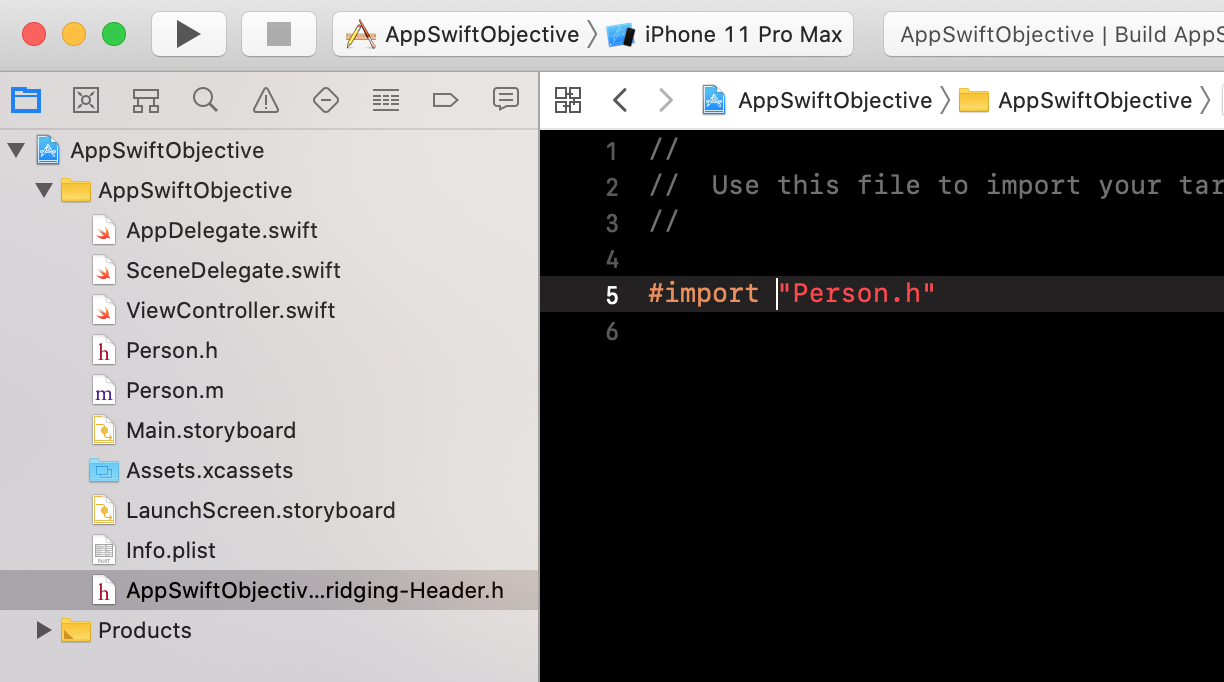 AppSwiftObjective 〉 iPhone 11 Pro Max
AppSwiftObjective | Build AppS
AppSwiftObjective 〉 AppSwiftObjective 〉
AppSwiftObjective
AppSwiftObjective
AppDelegate.swift
SceneDelegate.swift
ViewController.swift
Person.h
Person.m
Main.storyboard
Assets.xcassets
LaunchScreen.storyboard
Info.plist
AppSwiftObjectiv...ridging-Header.h
Products
1 //
2 //  Use this file to import your tar
3 //
4
5 #import "Person.h"
6